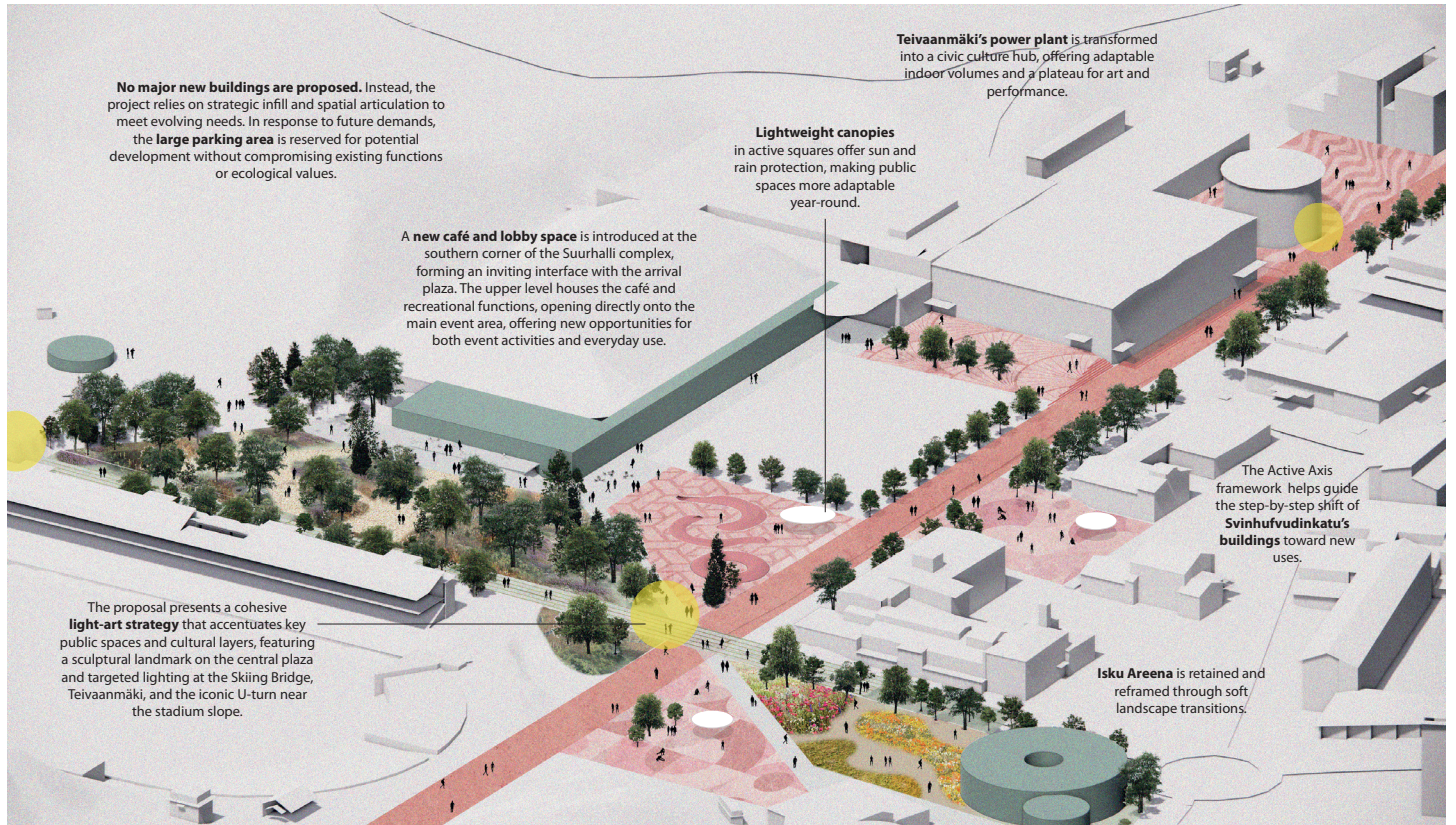 No major new buildings are proposed. Instead, the
project relies on strategic infill and spatial articulation to
meet evolving needs. In response to future demands,
the large parking area is reserved for potential
development without compromising existing functions
or ecological values.
Teivaanmäki’s power plant is transformed
into a civic culture hub, offering adaptable
indoor volumes and a plateau for art and
performance.
Lightweight canopies
in active squares offer sun and
rain protection, making public
spaces more adaptable
year-round.
A new café and lobby space is introduced at the
southern corner of the Suurhalli complex,
forming an inviting interface with the arrival
plaza. The upper level houses the café and
recreational functions, opening directly onto the
main event area, offering new opportunities for
both event activities and everyday use.
The Active Axis
framework helps guide
the step-by-step shift of
Svinhufvudinkatu’s
buildings toward new
uses.
The proposal presents a cohesive
light-art strategy that accentuates key
public spaces and cultural layers, featuring
a sculptural landmark on the central plaza
and targeted lighting at the Skiing Bridge,
Teivaanmäki, and the iconic U-turn near
the stadium slope.
Isku Areena is retained and
reframed through soft
landscape transitions.